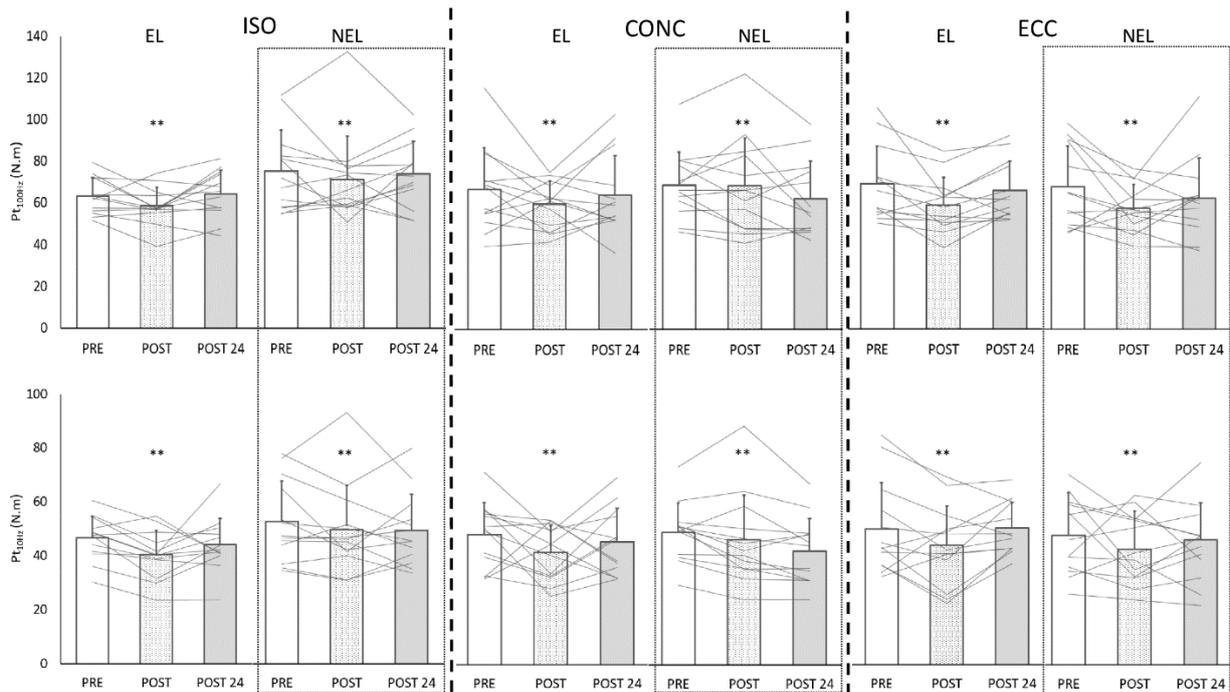 ISO CONC ECC
EL NEL EL NEL EL NEL
Pt100Hz (N.m)
140
120
100
80
60
40
20
0
** ** ** ** ** **
PRE POST POST 24 PRE POST POST 24 PRE POST POST 24 PRE POST POST 24 PRE POST POST 24 PRE POST POST 24
Pt10Hz (N.m)
100
80
60
40
20
0
** ** ** ** ** **
PRE POST POST 24 PRE POST POST 24 PRE POST POST 24 PRE POST POST 24 PRE POST POST 24 PRE POST POST 24